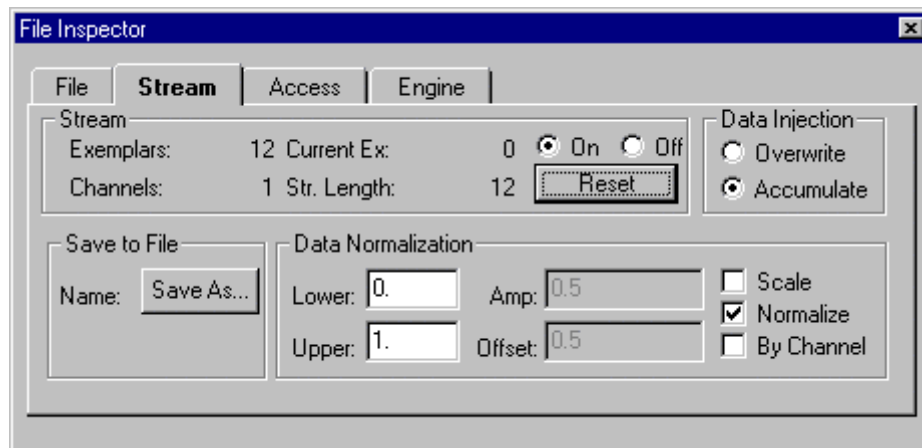 File Inspector
File Stream Access Engine
Stream
Exemplars: 12 Current Ex: 0 On Off
Channels: 1 Str. Length: 12 Reset
Data Injection
Overwrite
Accumulate
Save to File
Name: Save As...
Data Normalization
Lower: 0. Amp: 0.5
Upper: 1. Offset: 0.5
Scale
Normalize
By Channel